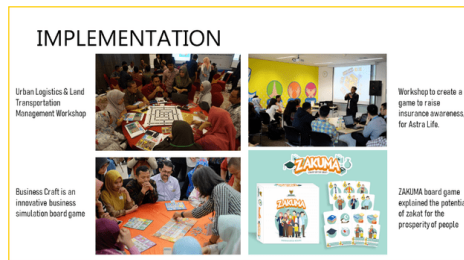 IMPLEMENTATION
Urban Logistics & Land
Transportation
Management Workshop
Workshop to create a
game to raise
insurance awareness,
for Astra Life.
Business Craft is an
innovative business
simulation board game
ZAKUMA
ZAKUMA
ZAKUMA board game
explained the potentia
of zakat for the
prosperity of people